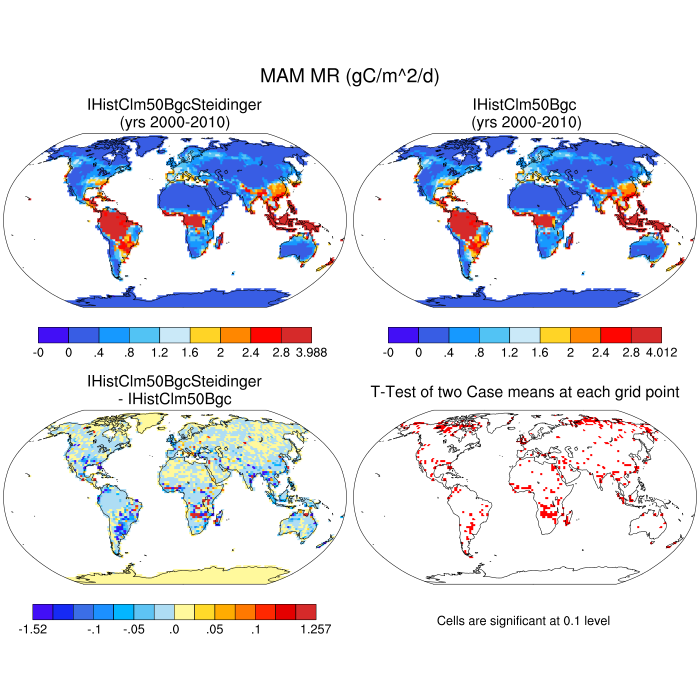 MAM MR (gC/m^2/d)
IHistClm50BgcSteidinger
(yrs 2000-2010)
IHistClm50Bgc
(yrs 2000-2010)
-0 0 .4 .8 1.2 1.6 2 2.4 2.8 3.988
-0 0 .4 .8 1.2 1.6 2 2.4 2.8 4.012
IHistClm50BgcSteidinger
- IHistClm50Bgc
T-Test of two Case means at each grid point
-1.52 -.1 -.05 .0 .05 .1 1.257
Cells are significant at 0.1 level